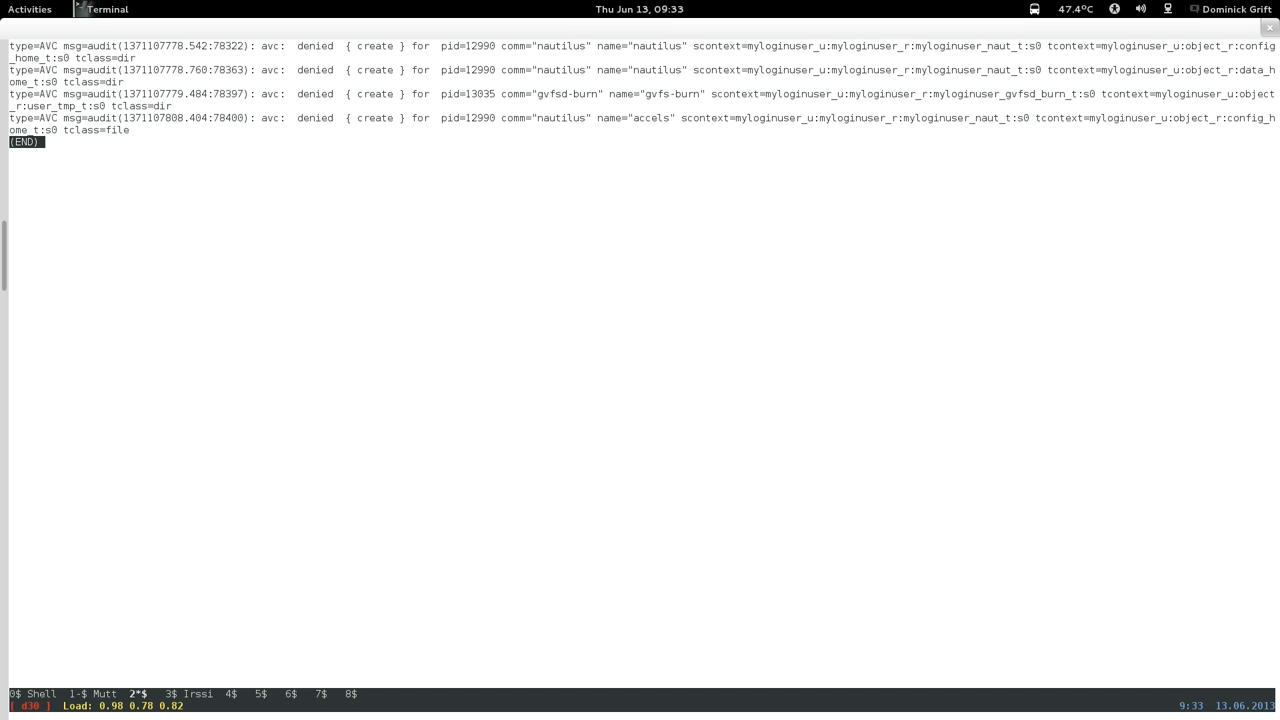 Activities Terminal Thu Jun 13, 09:33 47.4°C Dominick Grift
type=AVC msg=audit(1371107778.542:78322): avc:  denied  { create } for  pid=12990 comm="nautilus" name="nautilus" scontext=myloginuser_u:myloginuser_r:myloginuser_naut_t:s0 tcontext=myloginuser_u:object_r:config
_home_t:s0 tclass=dir
type=AVC msg=audit(1371107778.760:78363): avc:  denied  { create } for  pid=12990 comm="nautilus" name="nautilus" scontext=myloginuser_u:myloginuser_r:myloginuser_naut_t:s0 tcontext=myloginuser_u:object_r:data_h
ome_t:s0 tclass=dir
type=AVC msg=audit(1371107779.484:78397): avc:  denied  { create } for  pid=13035 comm="gvfsd-burn" name="gvfs-burn" scontext=myloginuser_u:myloginuser_r:myloginuser_gvfsd_burn_t:s0 tcontext=myloginuser_u:object
_r:user_tmp_t:s0 tclass=dir
type=AVC msg=audit(1371107808.404:78400): avc:  denied  { create } for  pid=12990 comm="nautilus" name="accels" scontext=myloginuser_u:myloginuser_r:myloginuser_naut_t:s0 tcontext=myloginuser_u:object_r:config_h
ome_t:s0 tclass=file
(END)
0$ Shell  1-$ Mutt  2*$  3$ Irssi  4$  5$  6$  7$  8$
[ d30 ]  Load: 0.98 0.78 0.82 9:33  13.06.2013